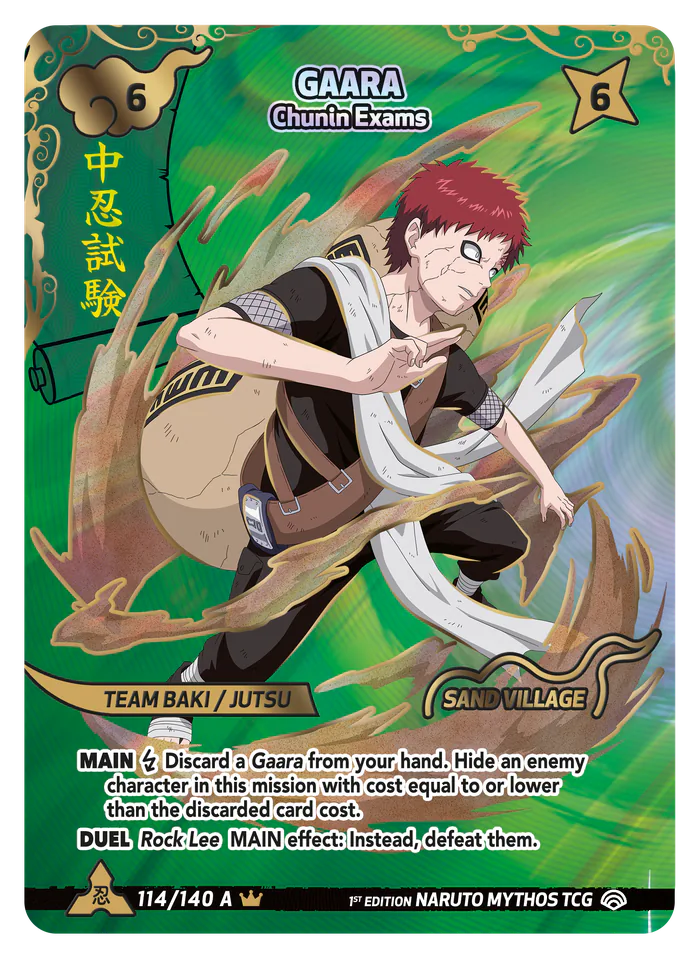 6
GAARA
Chunin Exams
6
中忍試験
TEAM BAKI / JUTSU
SAND VILLAGE
MAIN Discard a Gaara from your hand. Hide an enemy
character in this mission with cost equal to or lower
than the discarded card cost.
DUEL Rock Lee MAIN effect: Instead, defeat them.
忍
114/140 A
1ST EDITION NARUTO MYTHOS TCG